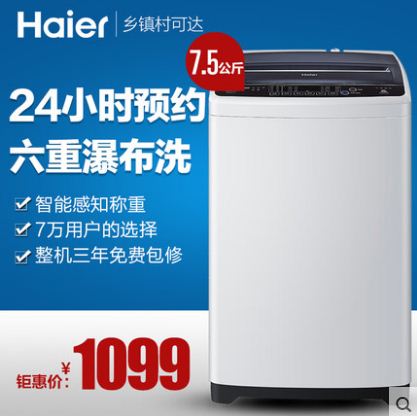 Haier 乡镇村可达
7.5公斤
Haier
24小时预约
六重瀑布洗
智能感知称重
7万用户的选择
整机三年免费包修
钜惠价：¥1099